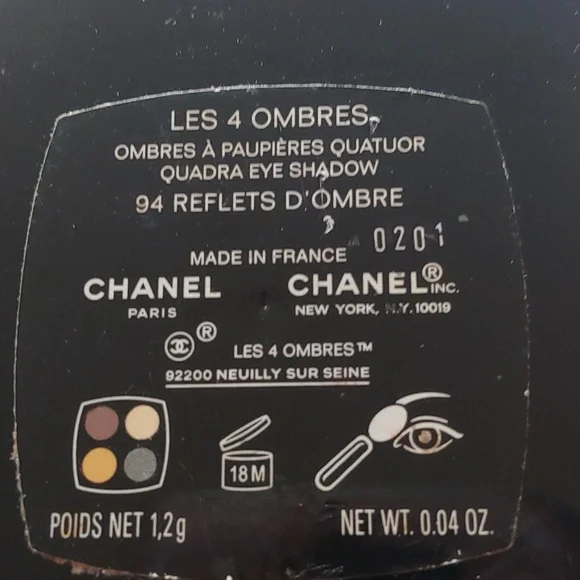 LES 4 OMBRES
OMBRES À PAUPIÈRES QUATUOR
QUADRA EYE SHADOW
94 REFLETS D'OMBRE
0201
MADE IN FRANCE
CHANEL CHANEL® INC.
PARIS NEW YORK, N.Y. 10019
® LES 4 OMBRES™
92200 NEUILLY SUR SEINE
18 M
POIDS NET 1,2 g NET WT. 0.04 OZ.